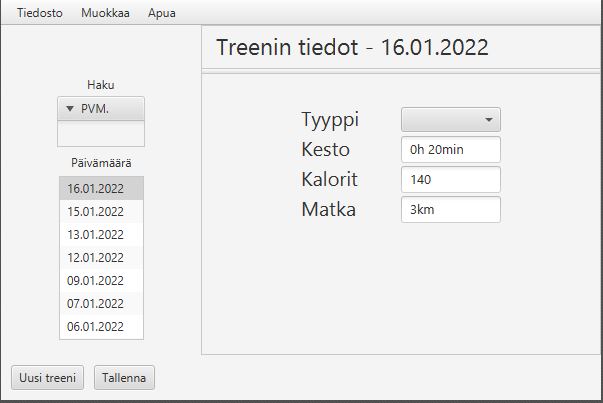 Tiedosto Muokkaa Apua
Treenin tiedot - 16.01.2022
Haku
PVM.
Päivämäärä
16.01.2022
15.01.2022
13.01.2022
12.01.2022
09.01.2022
07.01.2022
06.01.2022
Tyyppi
Kesto 0h 20min
Kalorit 140
Matka 3km
Uusi treeni Tallenna